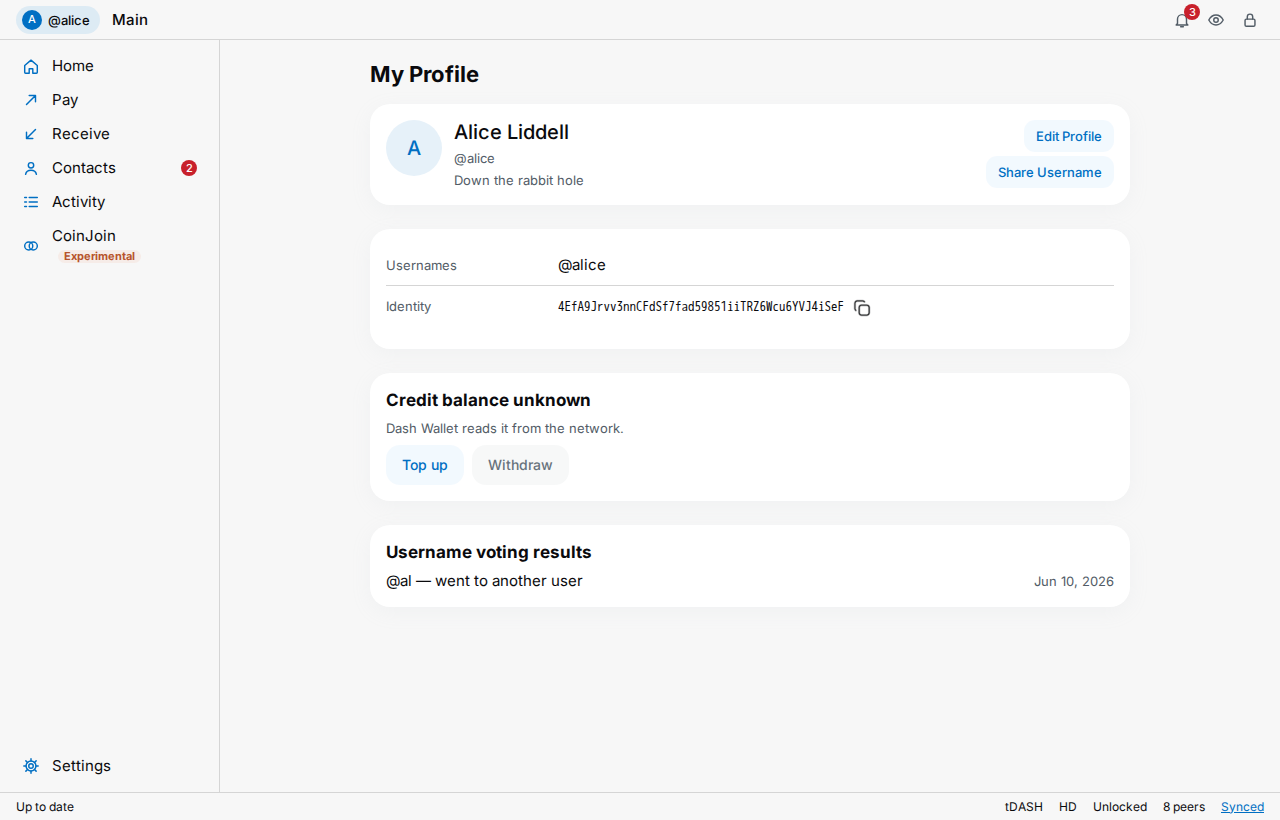 A @alice Main 3
Home
Pay
Receive
Contacts 2
Activity
CoinJoin
Experimental
Settings
My Profile
A
Alice Liddell
@alice
Down the rabbit hole
Edit Profile
Share Username
Usernames @alice
Identity 4EfA9Jrvv3nnCFdSf7fad59851iiTRZ6Wcu6YVJ4iSeF
Credit balance unknown
Dash Wallet reads it from the network.
Top up Withdraw
Username voting results
@al — went to another user Jun 10, 2026
Up to date tDASH HD Unlocked 8 peers Synced